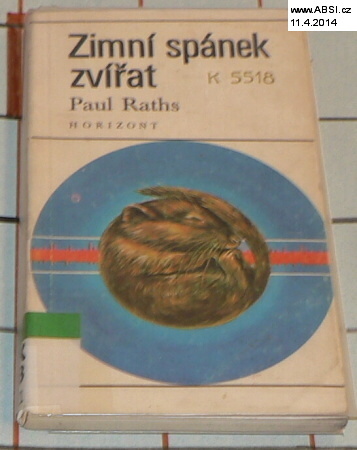 www.ABSI.cz
11.4.2014
Zimní spánek
zvířat
K 5518
Paul Raths
HORIZONT